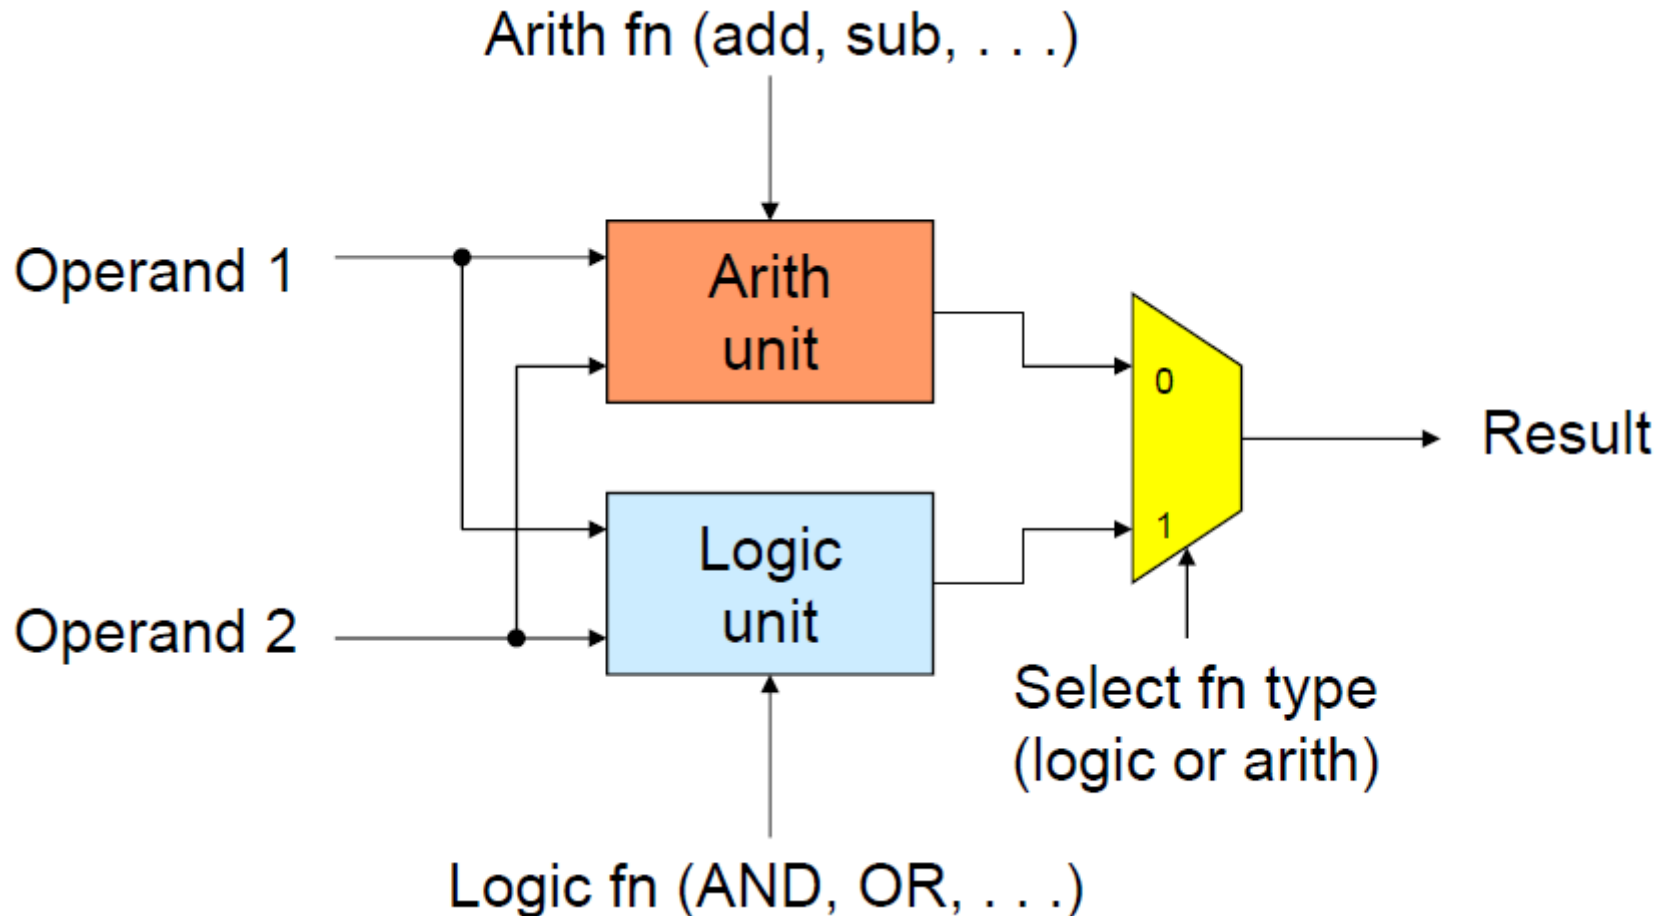 Arith fn (add, sub, . . .)
Operand 1
Arith
unit
0
Result
1
Logic
unit
Operand 2
Select fn type
(logic or arith)
Logic fn (AND, OR, . . .)